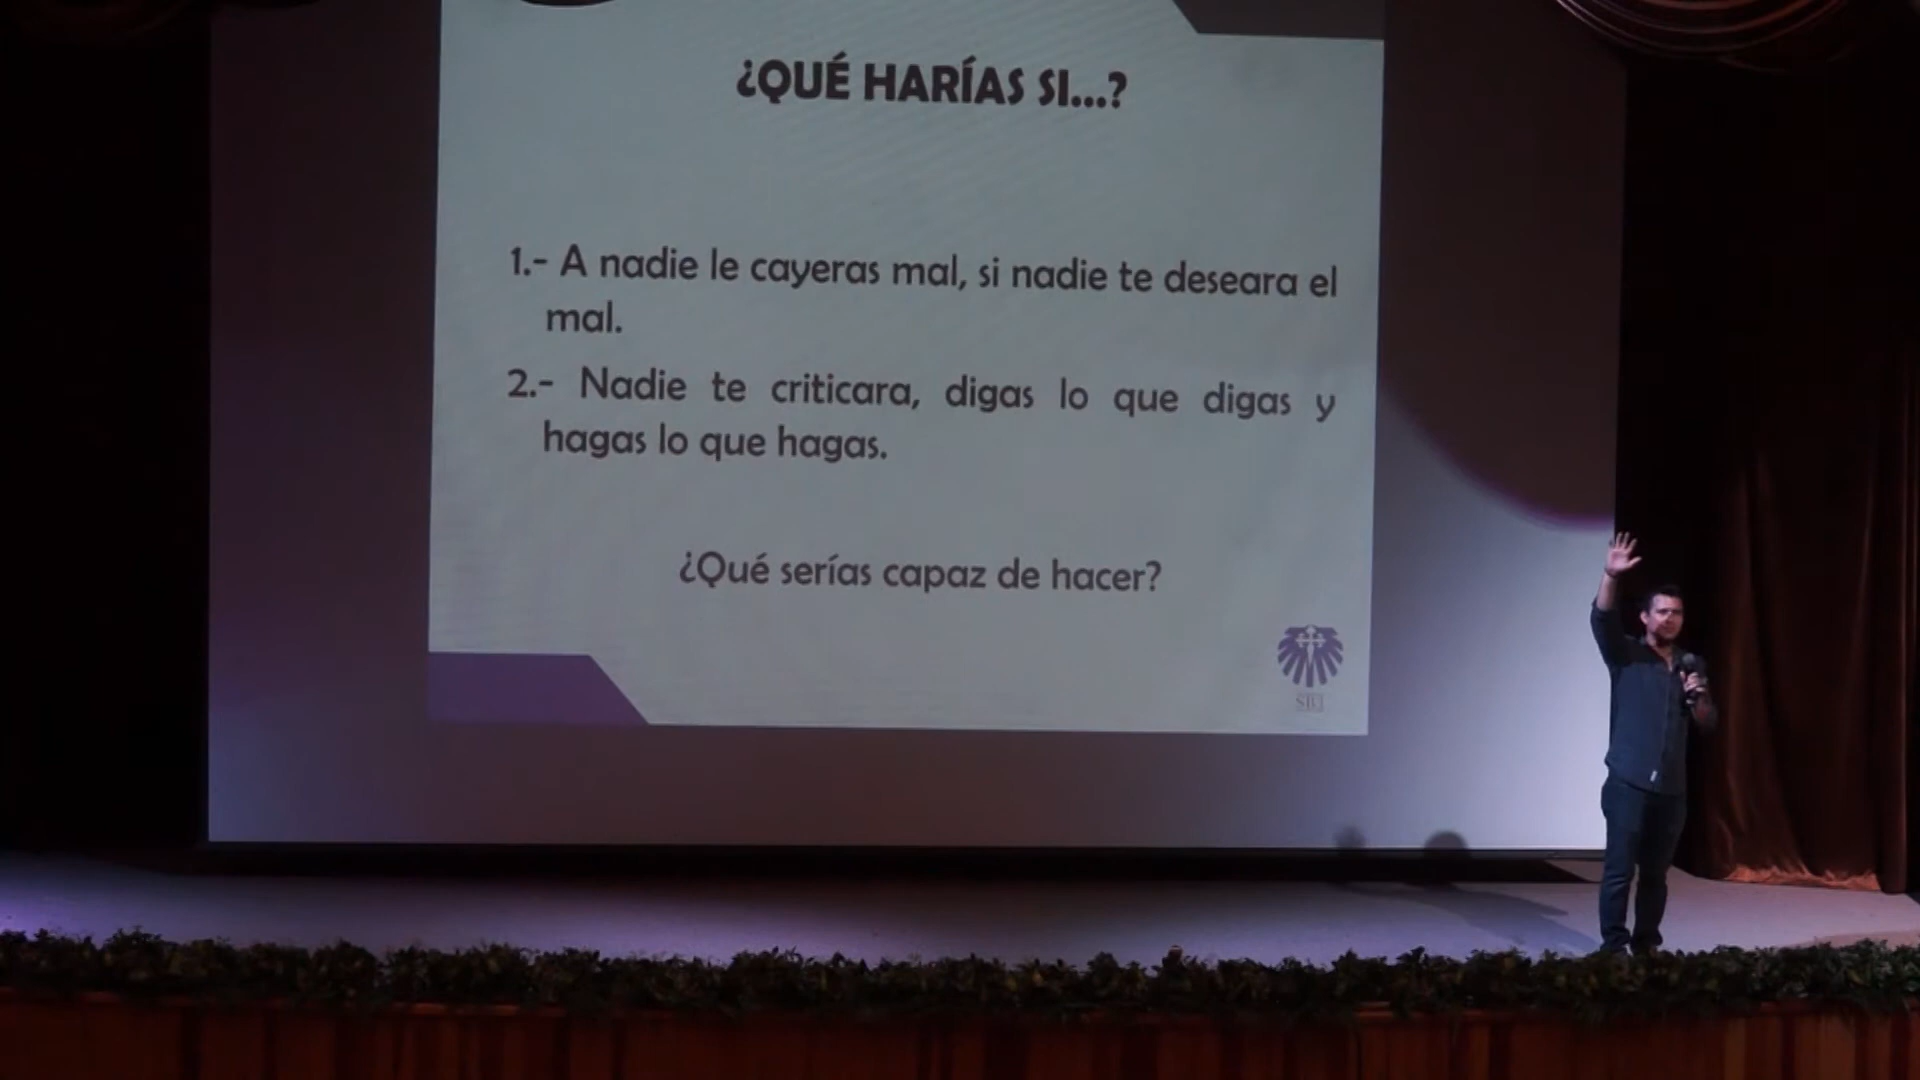 ¿QUÉ HARÍAS SI...?
1.- A nadie le cayeras mal, si nadie te deseara el
mal.
2.- Nadie te criticara, digas lo que digas y
hagas lo que hagas.
¿Qué serías capaz de hacer?